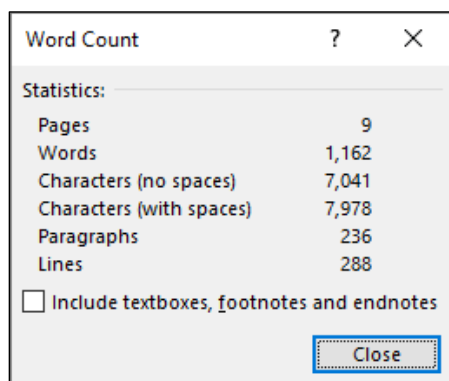 Word Count ?
Statistics:
Pages 9
Words 1,162
Characters (no spaces) 7,041
Characters (with spaces) 7,978
Paragraphs 236
Lines 288
Include textboxes, footnotes and endnotes
Close